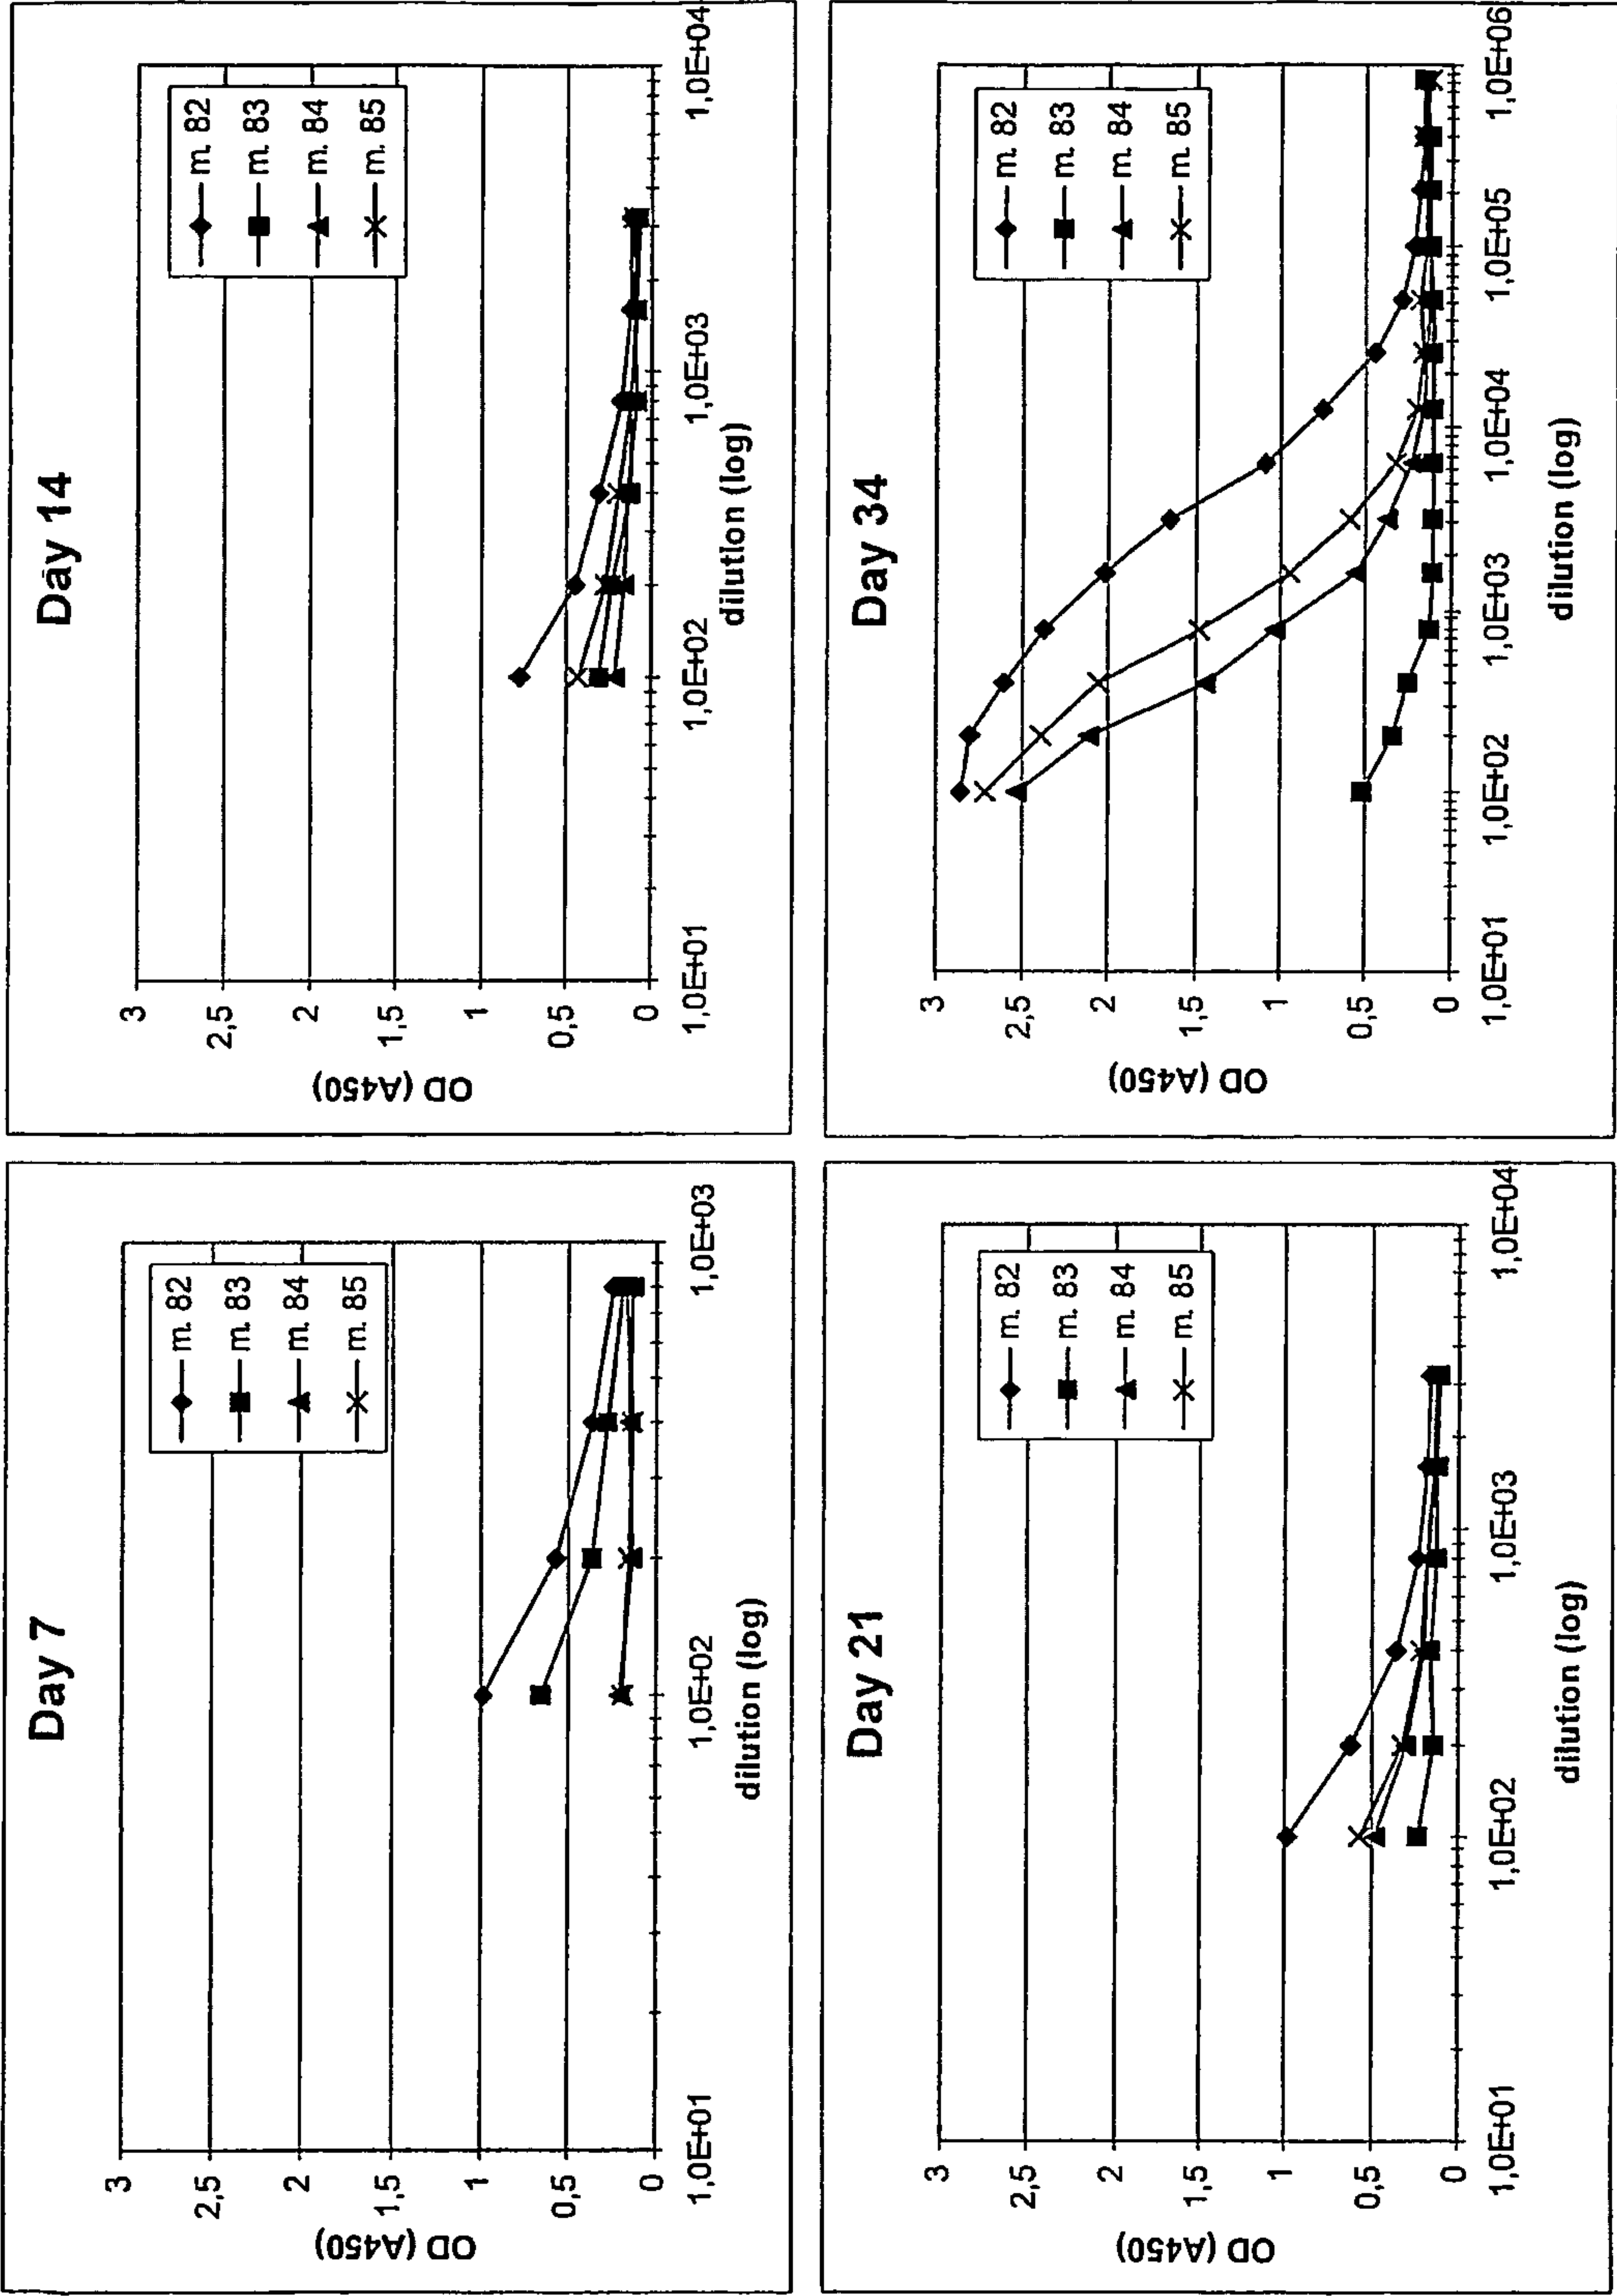 Day 7
OD (A450)
3
2,5
2
1,5
1
0,5
0
1,0E+01
1,0E+02
1,0E+03
dilution (log)
m. 82
m. 83
m. 84
m. 85
Day 14
OD (A450)
3
2,5
2
1,5
1
0,5
0
1,0E+01
1,0E+02
1,0E+03
1,0E+04
dilution (log)
m. 82
m. 83
m. 84
m. 85
Day 21
OD (A450)
3
2,5
2
1,5
1
0,5
0
1,0E+01
1,0E+02
1,0E+03
1,0E+04
dilution (log)
m. 82
m. 83
m. 84
m. 85
Day 34
OD (A450)
3
2,5
2
1,5
1
0,5
0
1,0E+01
1,0E+02
1,0E+03
1,0E+04
1,0E+05
1,0E+06
dilution (log)
m. 82
m. 83
m. 84
m. 85